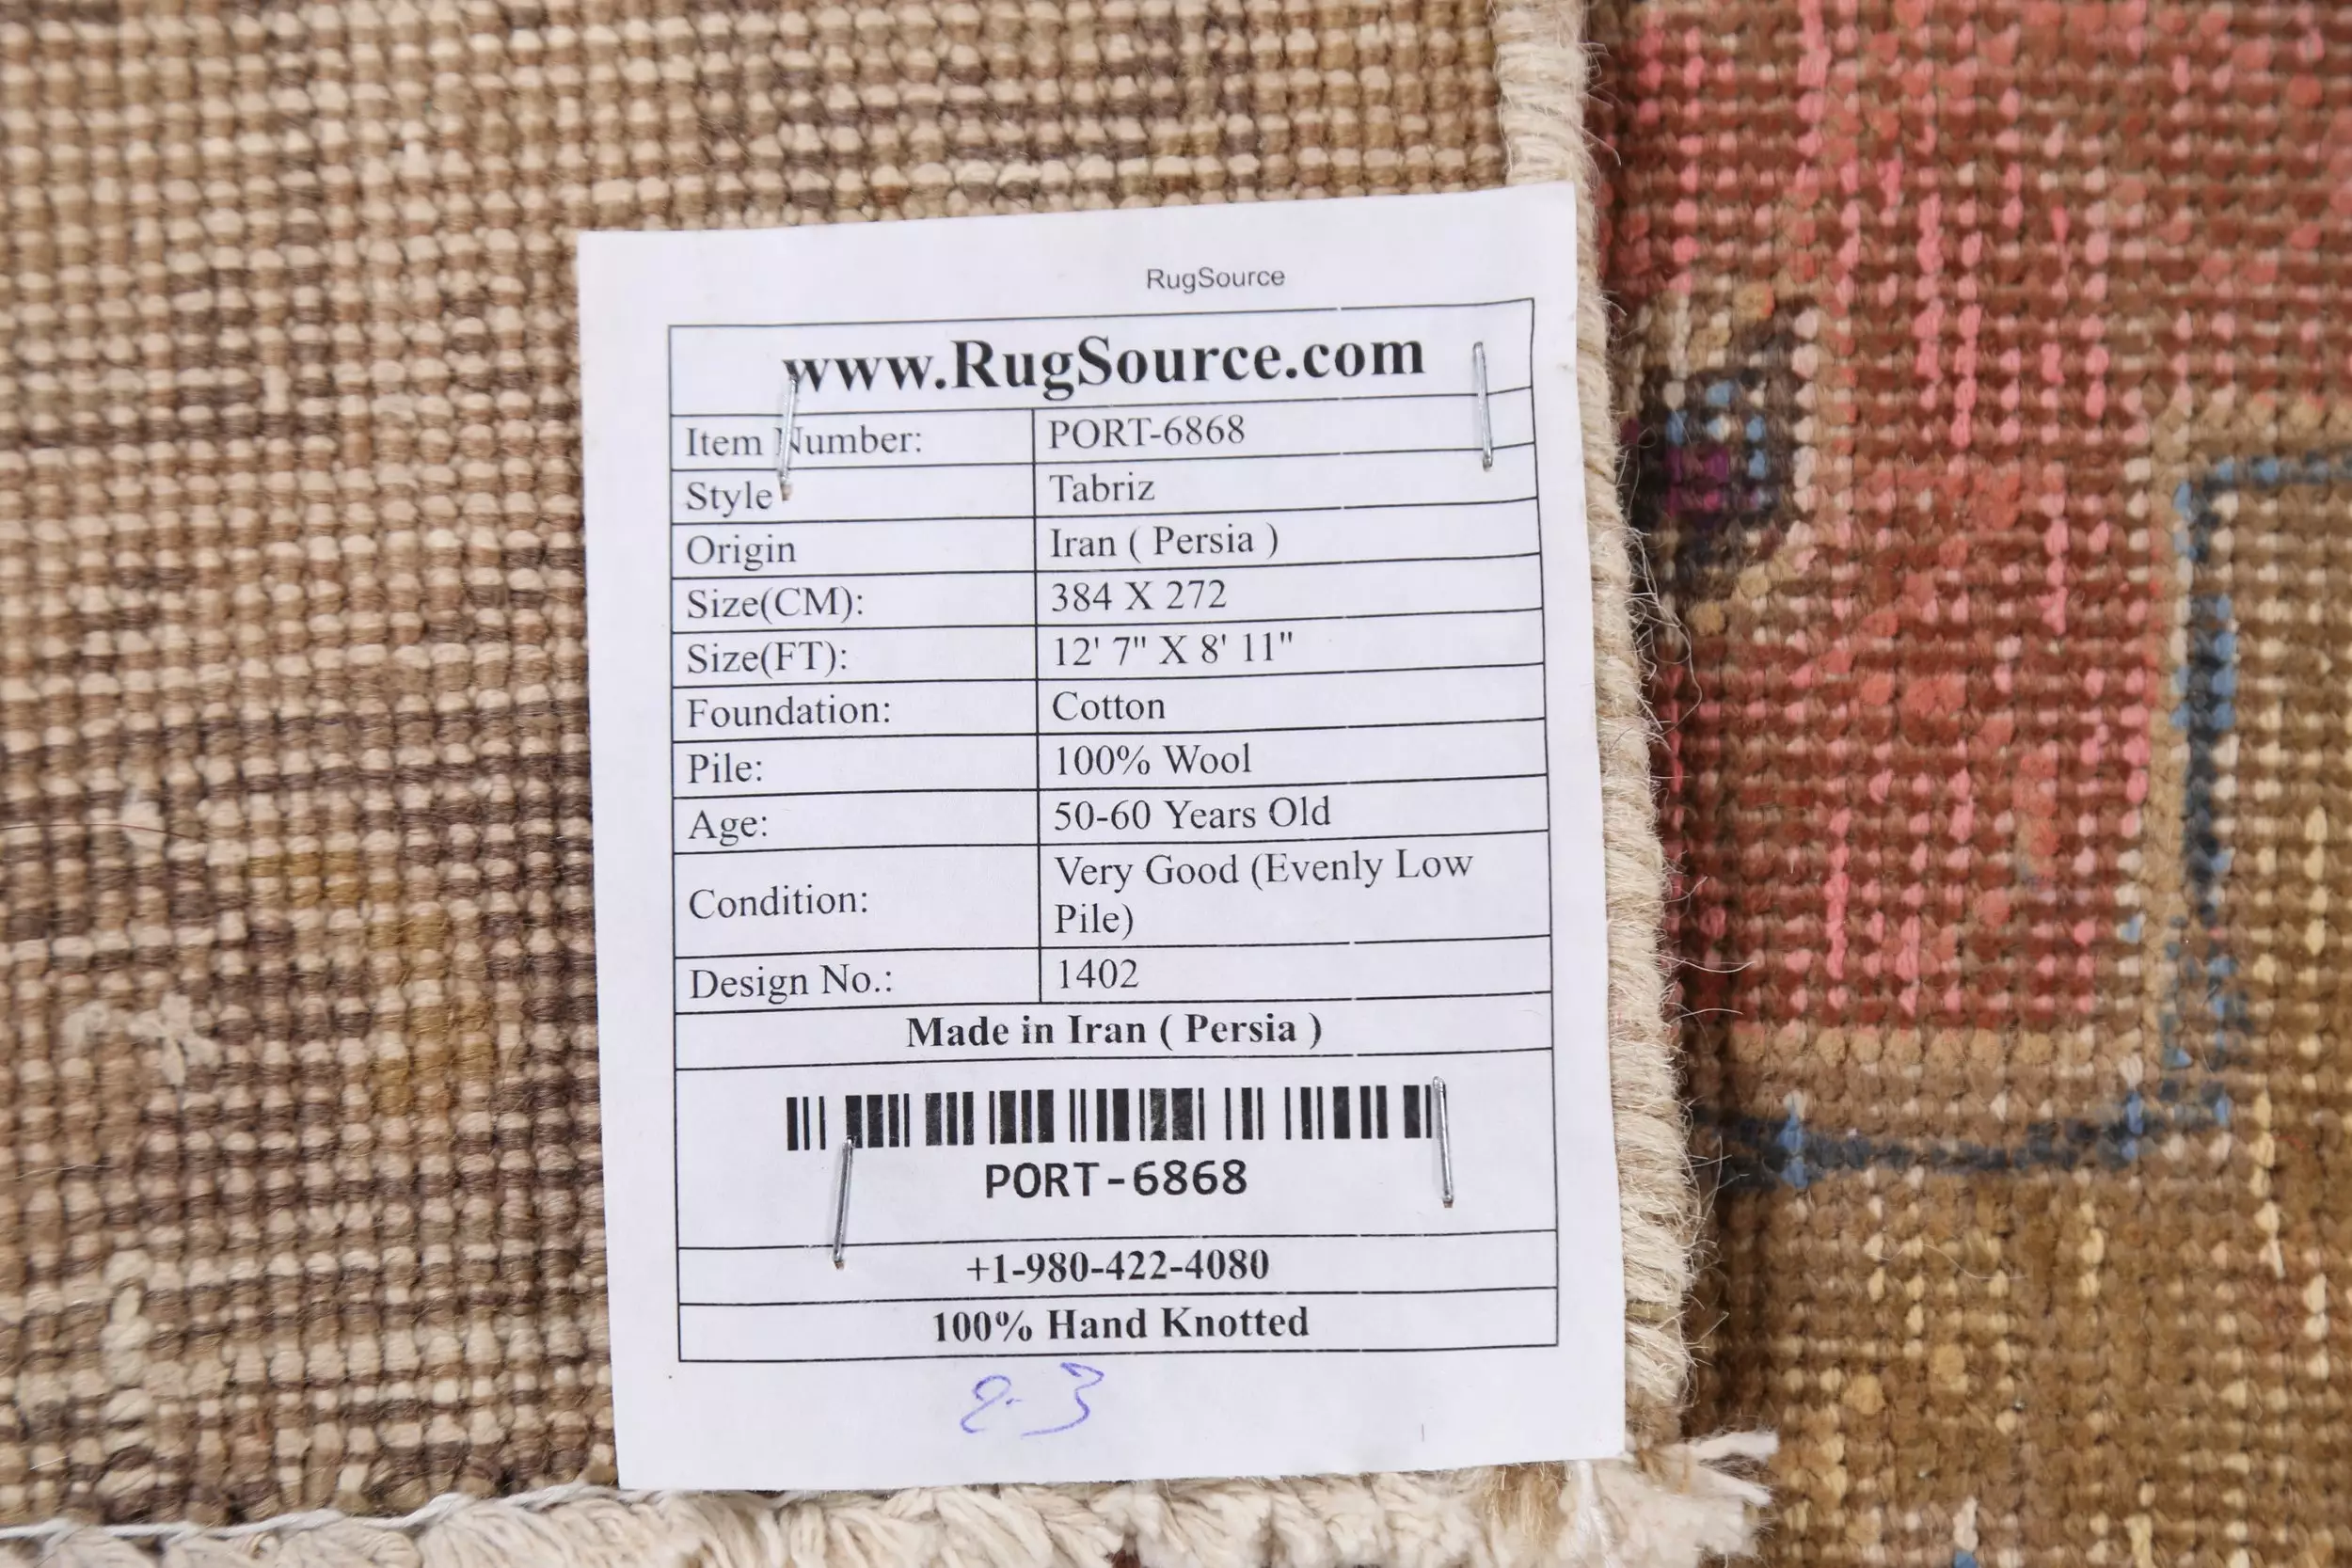 RugSource
www.RugSource.com
Item Number: PORT-6868
Style Tabriz
Origin Iran ( Persia )
Size(CM): 384 X 272
Size(FT): 12' 7" X 8' 11"
Foundation: Cotton
Pile: 100% Wool
Age: 50-60 Years Old
Condition: Very Good (Evenly Low
Pile)
Design No.: 1402
Made in Iran ( Persia )
PORT-6868
+1-980-422-4080
100% Hand Knotted